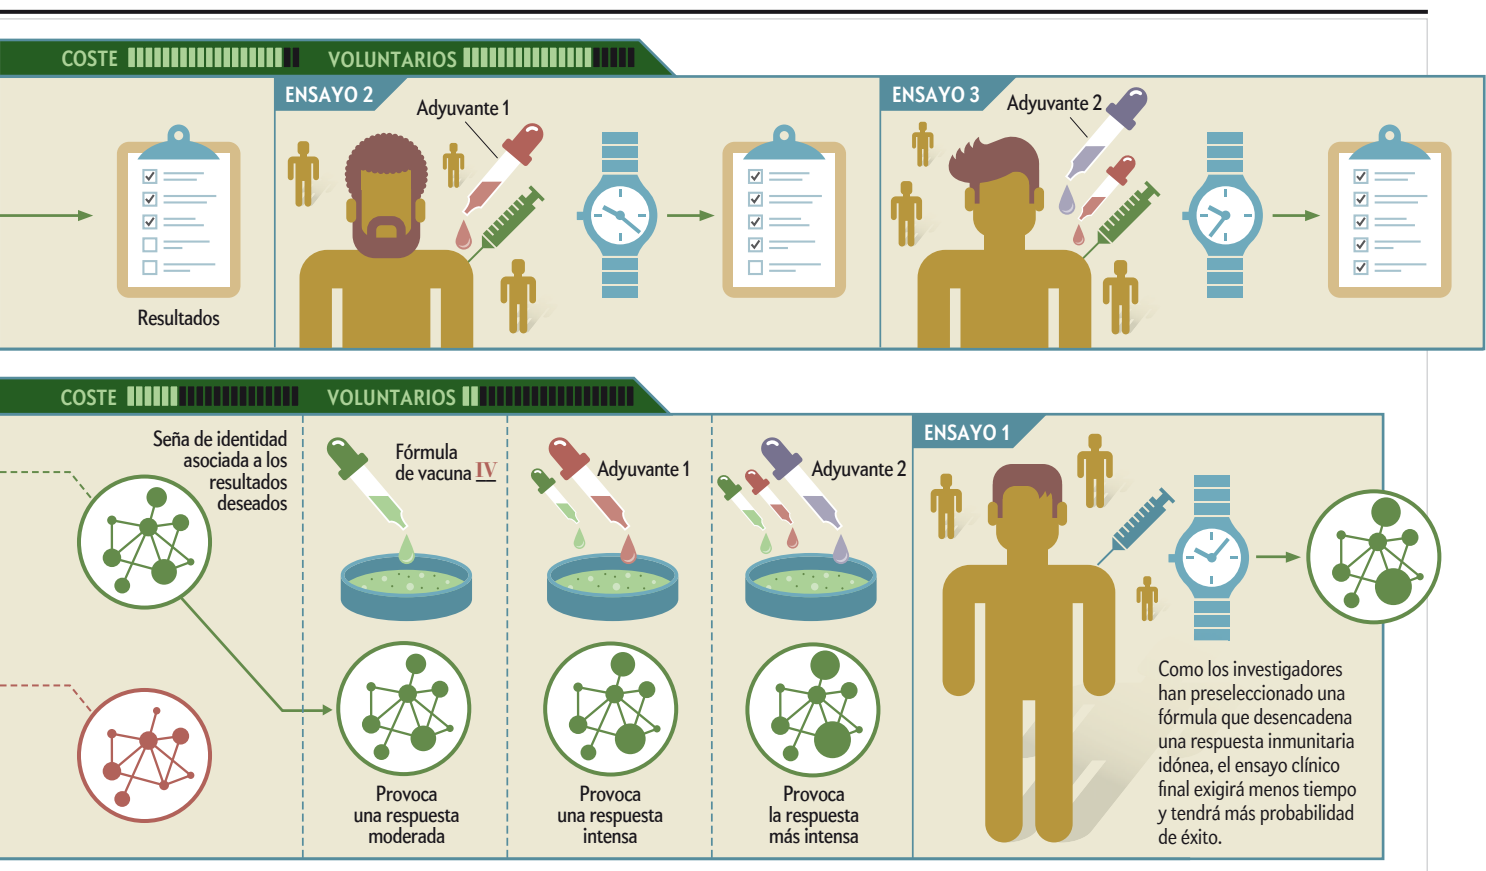 COSTE VOLUNTARIOS
ENSAYO 2
Adyuvante 1
ENSAYO 3
Adyuvante 2
Resultados
COSTE VOLUNTARIOS
Seña de identidad
asociada a los
resultados
deseados
Fórmula
de vacuna IV
Adyuvante 1
Adyuvante 2
ENSAYO 1
Provoca
una respuesta
moderada
Provoca
una respuesta
intensa
Provoca
la respuesta
más intensa
Como los investigadores
han preseleccionado una
fórmula que desencadena
una respuesta inmunitaria
idónea, el ensayo clínico
final exigirá menos tiempo
y tendrá más probabilidad
de éxito.